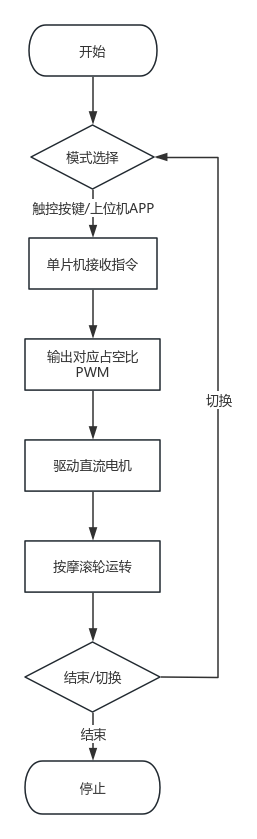 开始
模式选择
触控按键/上位机APP
单片机接收指令
输出对应占空比
PWM
切换
驱动直流电机
按摩滚轮运转
结束/切换
结束
停止